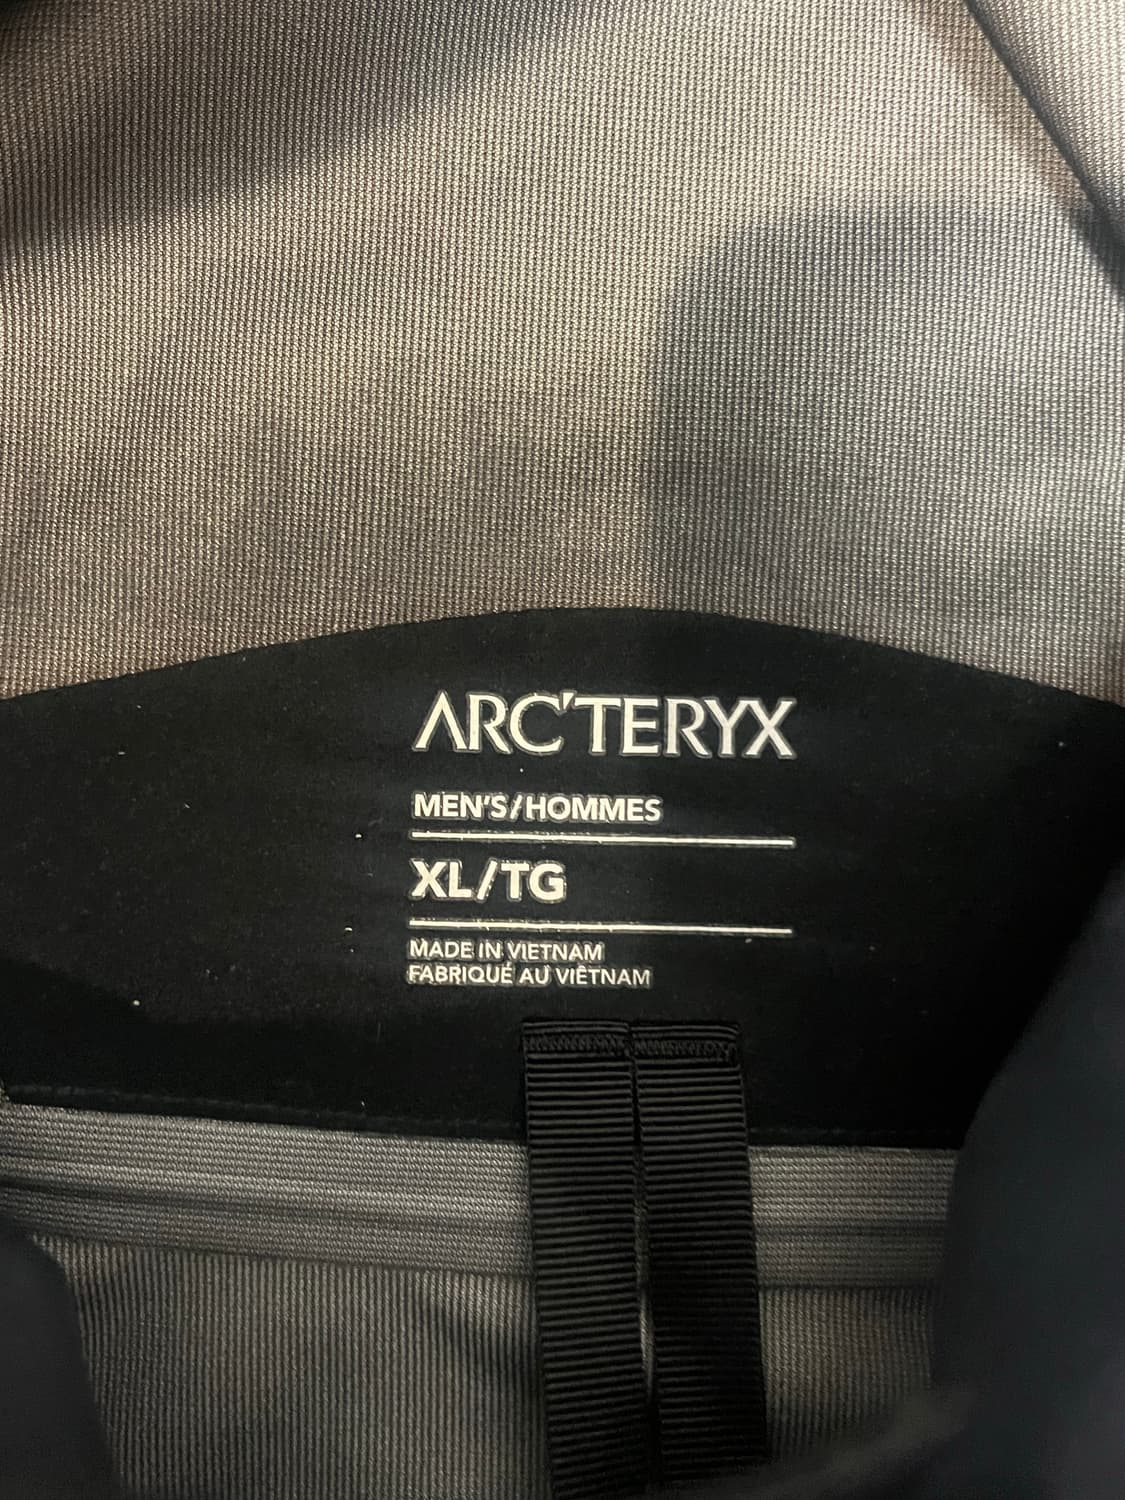 ARC'TERYX
MEN'S/HOMMES
XL/TG
MADE IN VIETNAM
FABRIQUÉ AU VIÊTNAM